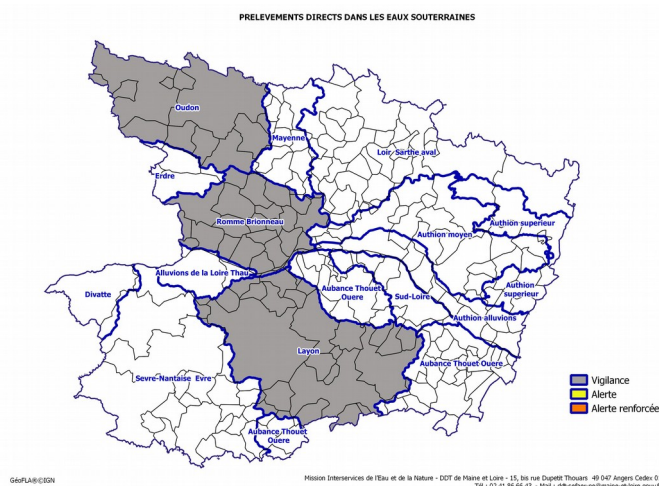 PRELEVEMENTS DIRECTS DANS LES EAUX SOUTERRAINES
Oudon
Mayenne
Loir Sarthe aval
Erdre
Romme Brionneau
Authion superieur
Authion moyen
Alluvions de la Loire Thau
Divatte
Aubance Thouet
Ouere
Sud-Loire
Authion
superieur
Authion alluvions
Layon
Aubance Thouet Ouere
Sevre-Nantaise Evre
Aubance Thouet
Ouere
Vigilance
Alerte
Alerte renforcée
GéoFLA®©IGN
Mission Interservices de l'Eau et de la Nature - DDT de Maine et Loire - 15, bis rue Dupetit Thouars 49 047 Angers Cedex 0